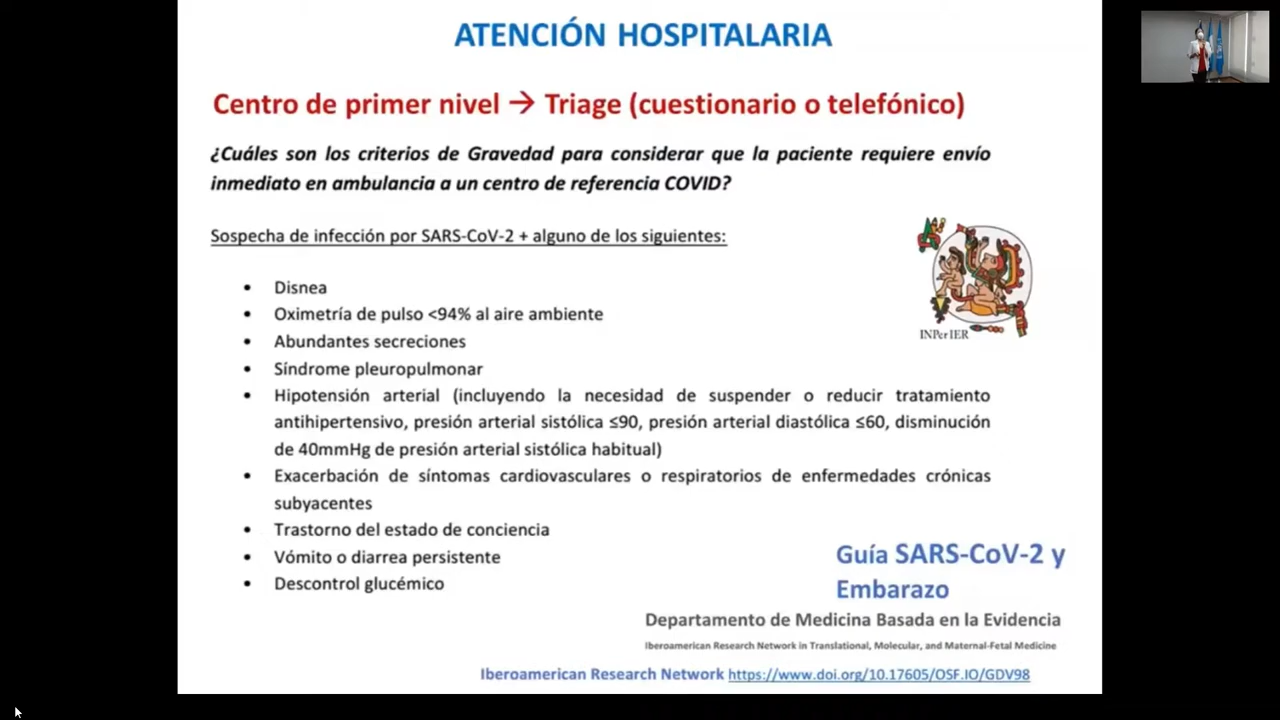 ATENCIÓN HOSPITALARIA
Centro de primer nivel → Triage (cuestionario o telefónico)
¿Cuáles son los criterios de Gravedad para considerar que la paciente requiere envío
inmediato en ambulancia a un centro de referencia COVID?
Sospecha de infección por SARS-CoV-2 + alguno de los siguientes:
• Disnea
• Oximetría de pulso <94% al aire ambiente
• Abundantes secreciones
• Síndrome pleuropulmonar
• Hipotensión arterial (incluyendo la necesidad de suspender o reducir tratamiento
antihipertensivo, presión arterial sistólica ≤90, presión arterial diastólica ≤60, disminución
de 40mmHg de presión arterial sistólica habitual)
• Exacerbación de síntomas cardiovasculares o respiratorios de enfermedades crónicas
subyacentes
• Trastorno del estado de conciencia
• Vómito o diarrea persistente
• Descontrol glucémico
INPerIER
Guía SARS-CoV-2 y
Embarazo
Departamento de Medicina Basada en la Evidencia
Iberoamerican Research Network in Translational, Molecular, and Maternal-Fetal Medicine
Iberoamerican Research Network https://www.doi.org/10.17605/OSF.IO/GDV98